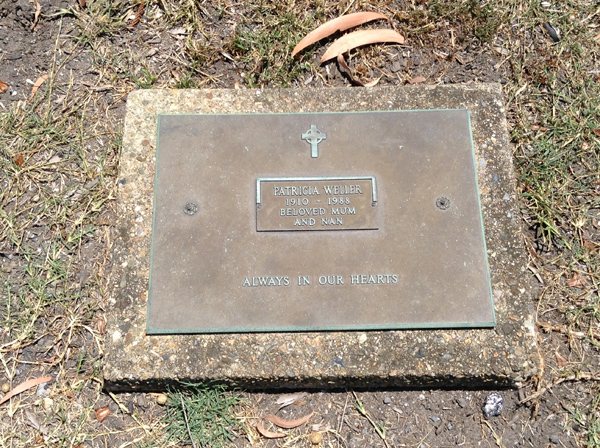 PATRICIA WELLER
1910 - 1988
BELOVED MUM
AND NAN
ALWAYS IN OUR HEARTS